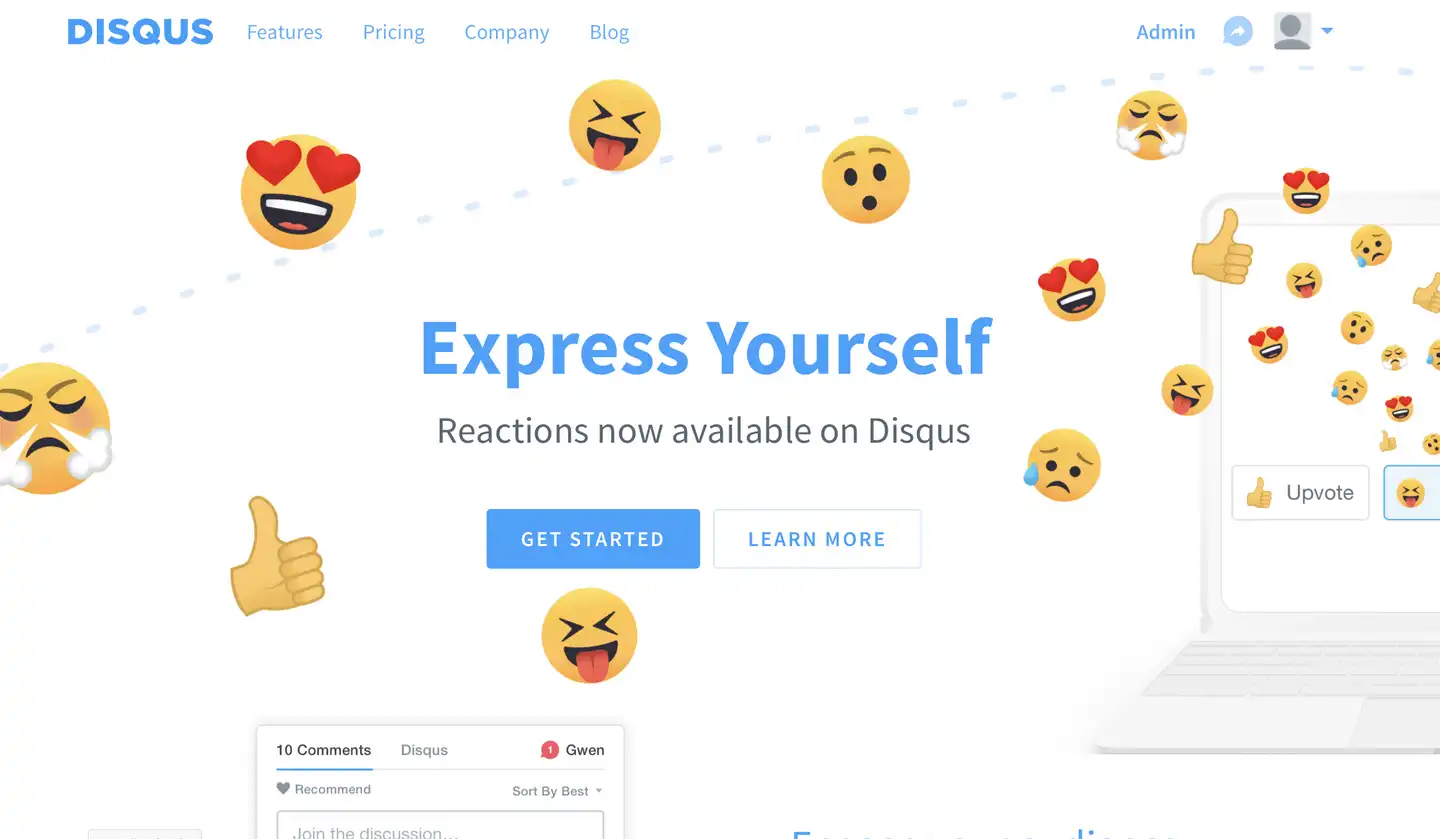 DISQUS Features Pricing Company Blog Admin
Express Yourself
Reactions now available on Disqus
Upvote
GET STARTED LEARN MORE
10 Comments Disqus 1 Gwen
Recommend Sort By Best
Join the discussion...